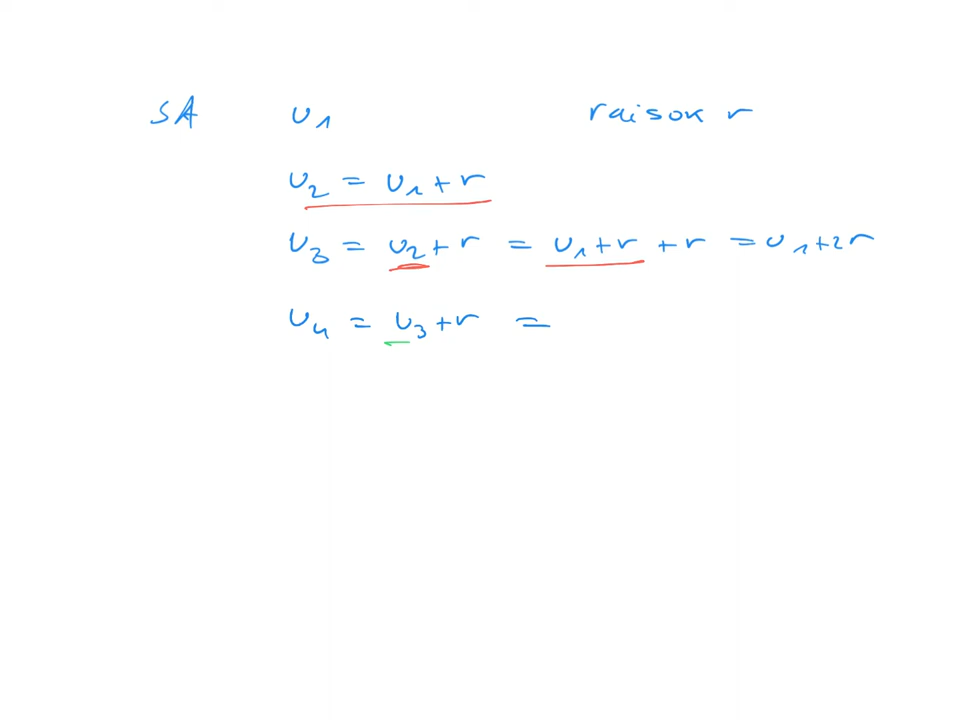 SA u₁ raison r
u₂ = u₁ + r
u₃ = u₂ + r = u₁ + r + r = u₁ + 2r
u₄ = u₃ + r =